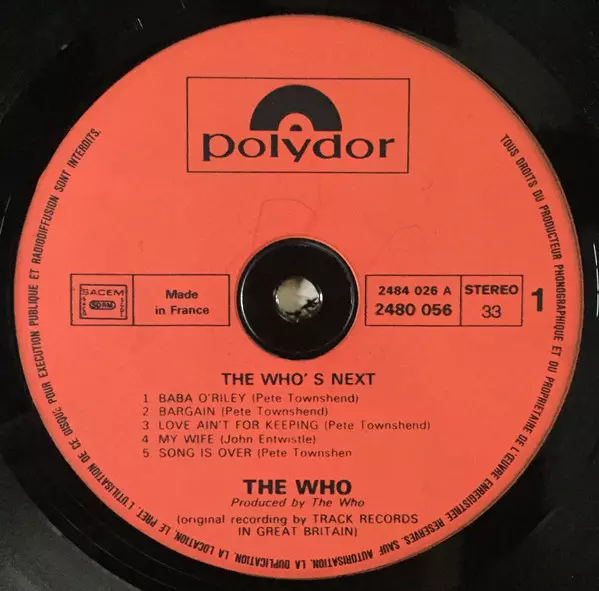 polydor
SACEM
SDRM
Made
in France
2484 026 A
2480 056
STEREO
33
1
THE WHO' S NEXT
1 BABA O'RILEY (Pete Townshend)
2 BARGAIN (Pete Townshend)
3 LOVE AIN'T FOR KEEPING (Pete Townshend)
4 MY WIFE (John Entwistle)
5 SONG IS OVER (Pete Townshen
THE WHO
Produced by The Who
(original recording by TRACK RECORDS
IN GREAT BRITAIN)
TOUS DROITS DU PRODUCTEUR PHONOGRAPHIQUE ET DU PROPRIETAIRE DE L'ŒUVRE ENREGISTREE RESERVES. SAUF AUTORISATION, LA DUPLICATION, LA LOCATION, LE PRET, L'UTILISATION DE CE DISQUE POUR EXECUTION PUBLIQUE ET RADIODIFFUSION SONT INTERDITS.